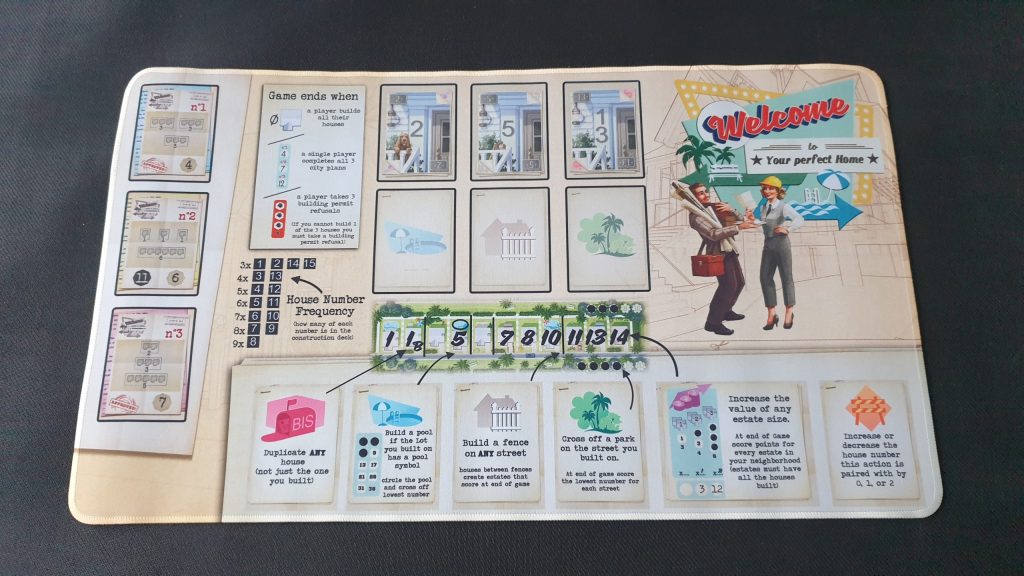 n°1
4
n°2
11
6
n°3
7
Game ends when
a player builds
all their
houses
a single player
completes all 3
city plans
4
7
12
a player takes 3
building permit
refusals
(If you cannot build 1
of the 3 houses you
must take a building
permit refusal)
2
5
1
3
Welcome
to
Your perfect Home
3x 1 2 14 15
4x 3 13
5x 4 12
6x 5 11
7x 6 10
8x 7 9
9x 8
House Number
Frequency
(how many of each
number is in the
construction deck)
1 1B 5 7 8 10 11 13 14
BIS
Duplicate ANY
house
(not just the one
you built)
Build a pool
if the lot
you built on
has a pool
symbol
circle the pool
and cross off
lowest number
Build a fence
on ANY street
houses between fences
create estates that
score at end of game
Cross off a park
on the street you
built on.
At end of game score
the lowest number for
each street
3 12
Increase the
value of any
estate size.
At end of Game
score points for
every estate in
your neighborhood
(estates must have
all the houses
built)
Increase or
decrease the
house number
this action is
paired with by
0, 1, or 2